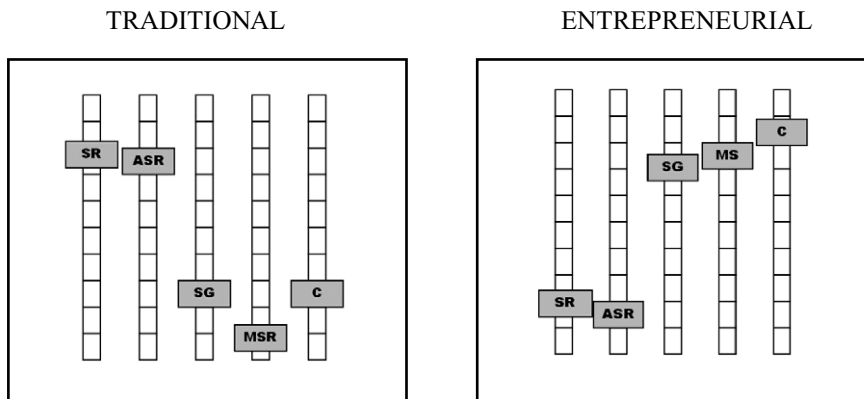 TRADITIONAL
SR
ASR
SG
C
MSR
ENTREPRENEURIAL
C
MS
SG
SR
ASR